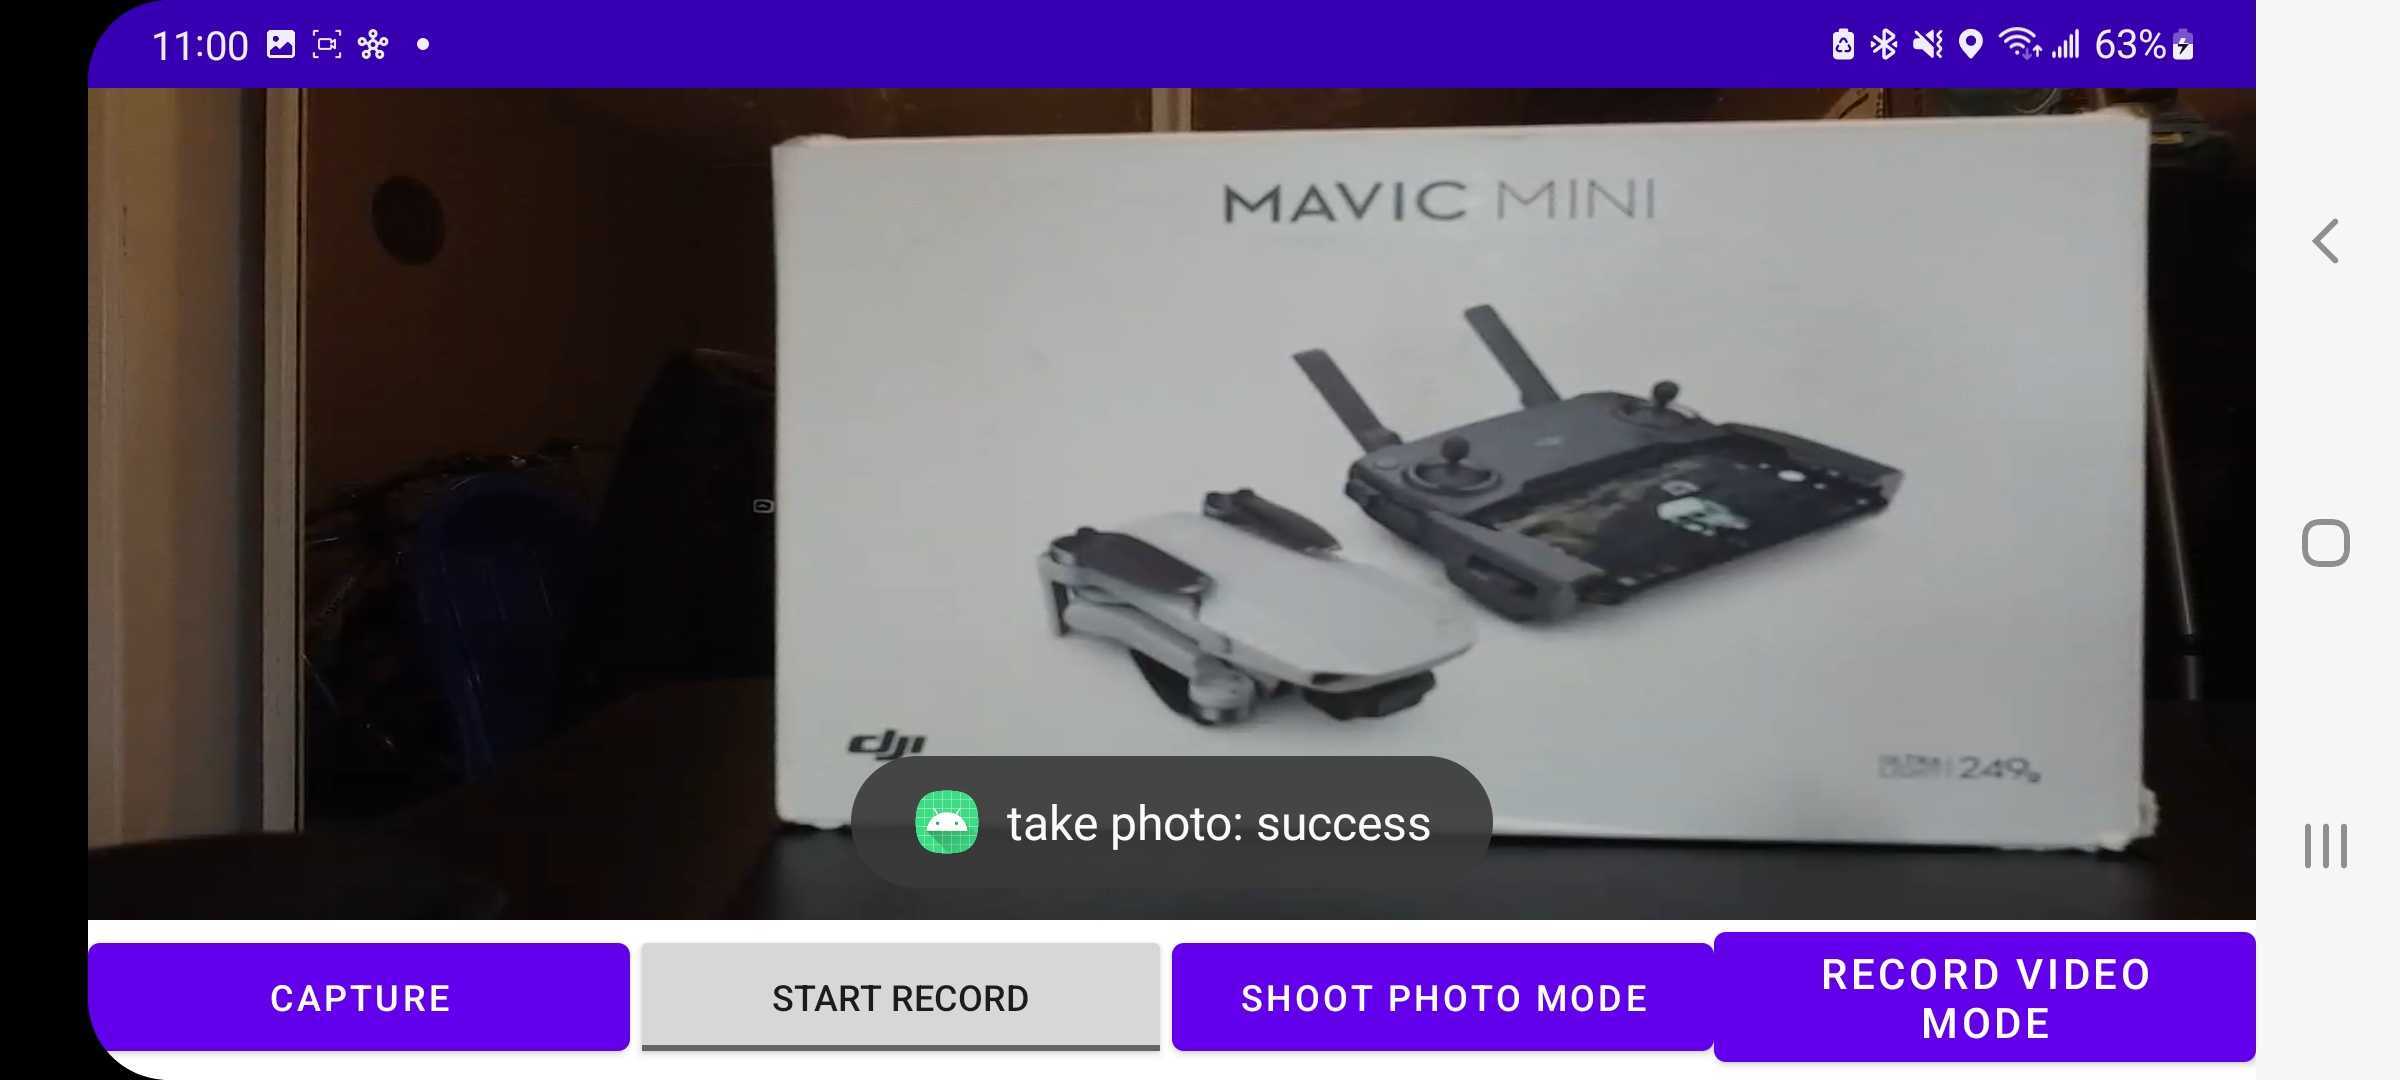 11:00
63%
MAVIC MINI
dji
249g
take photo: success
CAPTURE
START RECORD
SHOOT PHOTO MODE
RECORD VIDEO
MODE